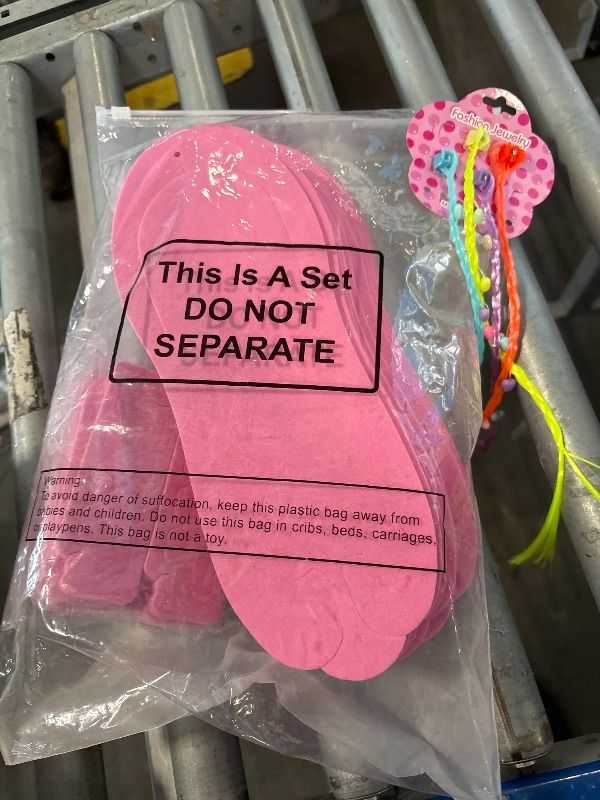 Fashion Jewelry
This Is A Set
DO NOT
SEPARATE
Warning:
To avoid danger of suffocation, keep this plastic bag away from
babies and children. Do not use this bag in cribs, beds, carriages,
or playpens. This bag is not a toy.